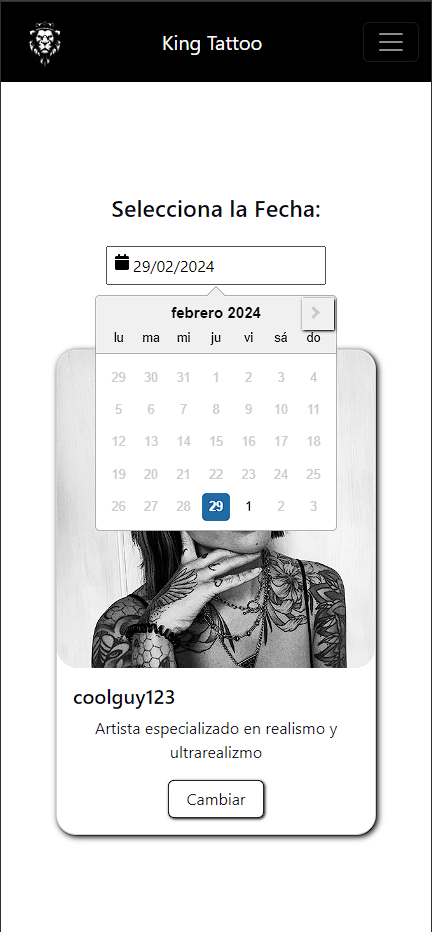 King Tattoo
Selecciona la Fecha:
29/02/2024
febrero 2024
lu ma mi ju vi sá do
29 30 31 1 2 3 4
5 6 7 8 9 10 11
12 13 14 15 16 17 18
19 20 21 22 23 24 25
26 27 28 29 1 2 3
coolguy123
Artista especializado en realismo y
ultrarealizmo
Cambiar